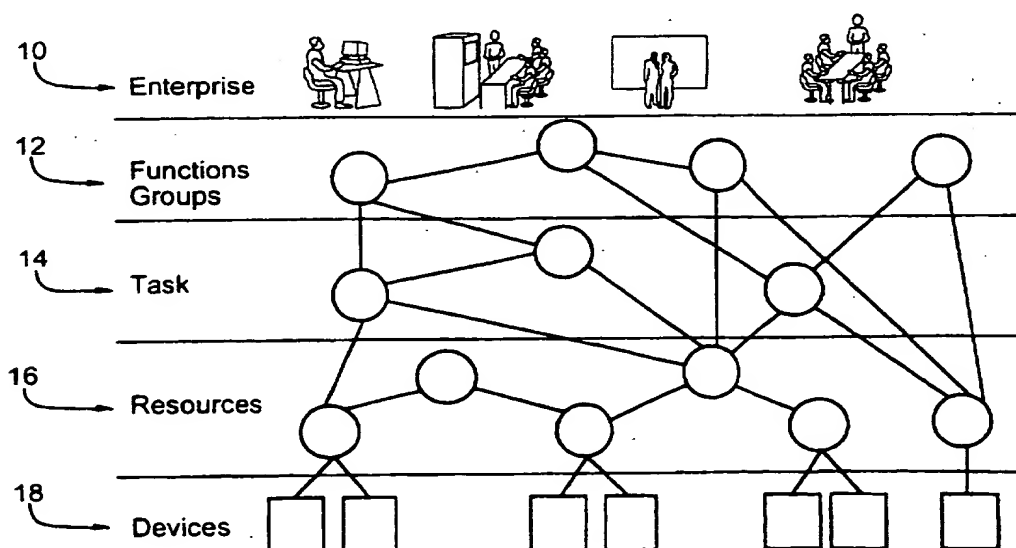 10
Enterprise
12
Functions
Groups
14
Task
16
Resources
18
Devices